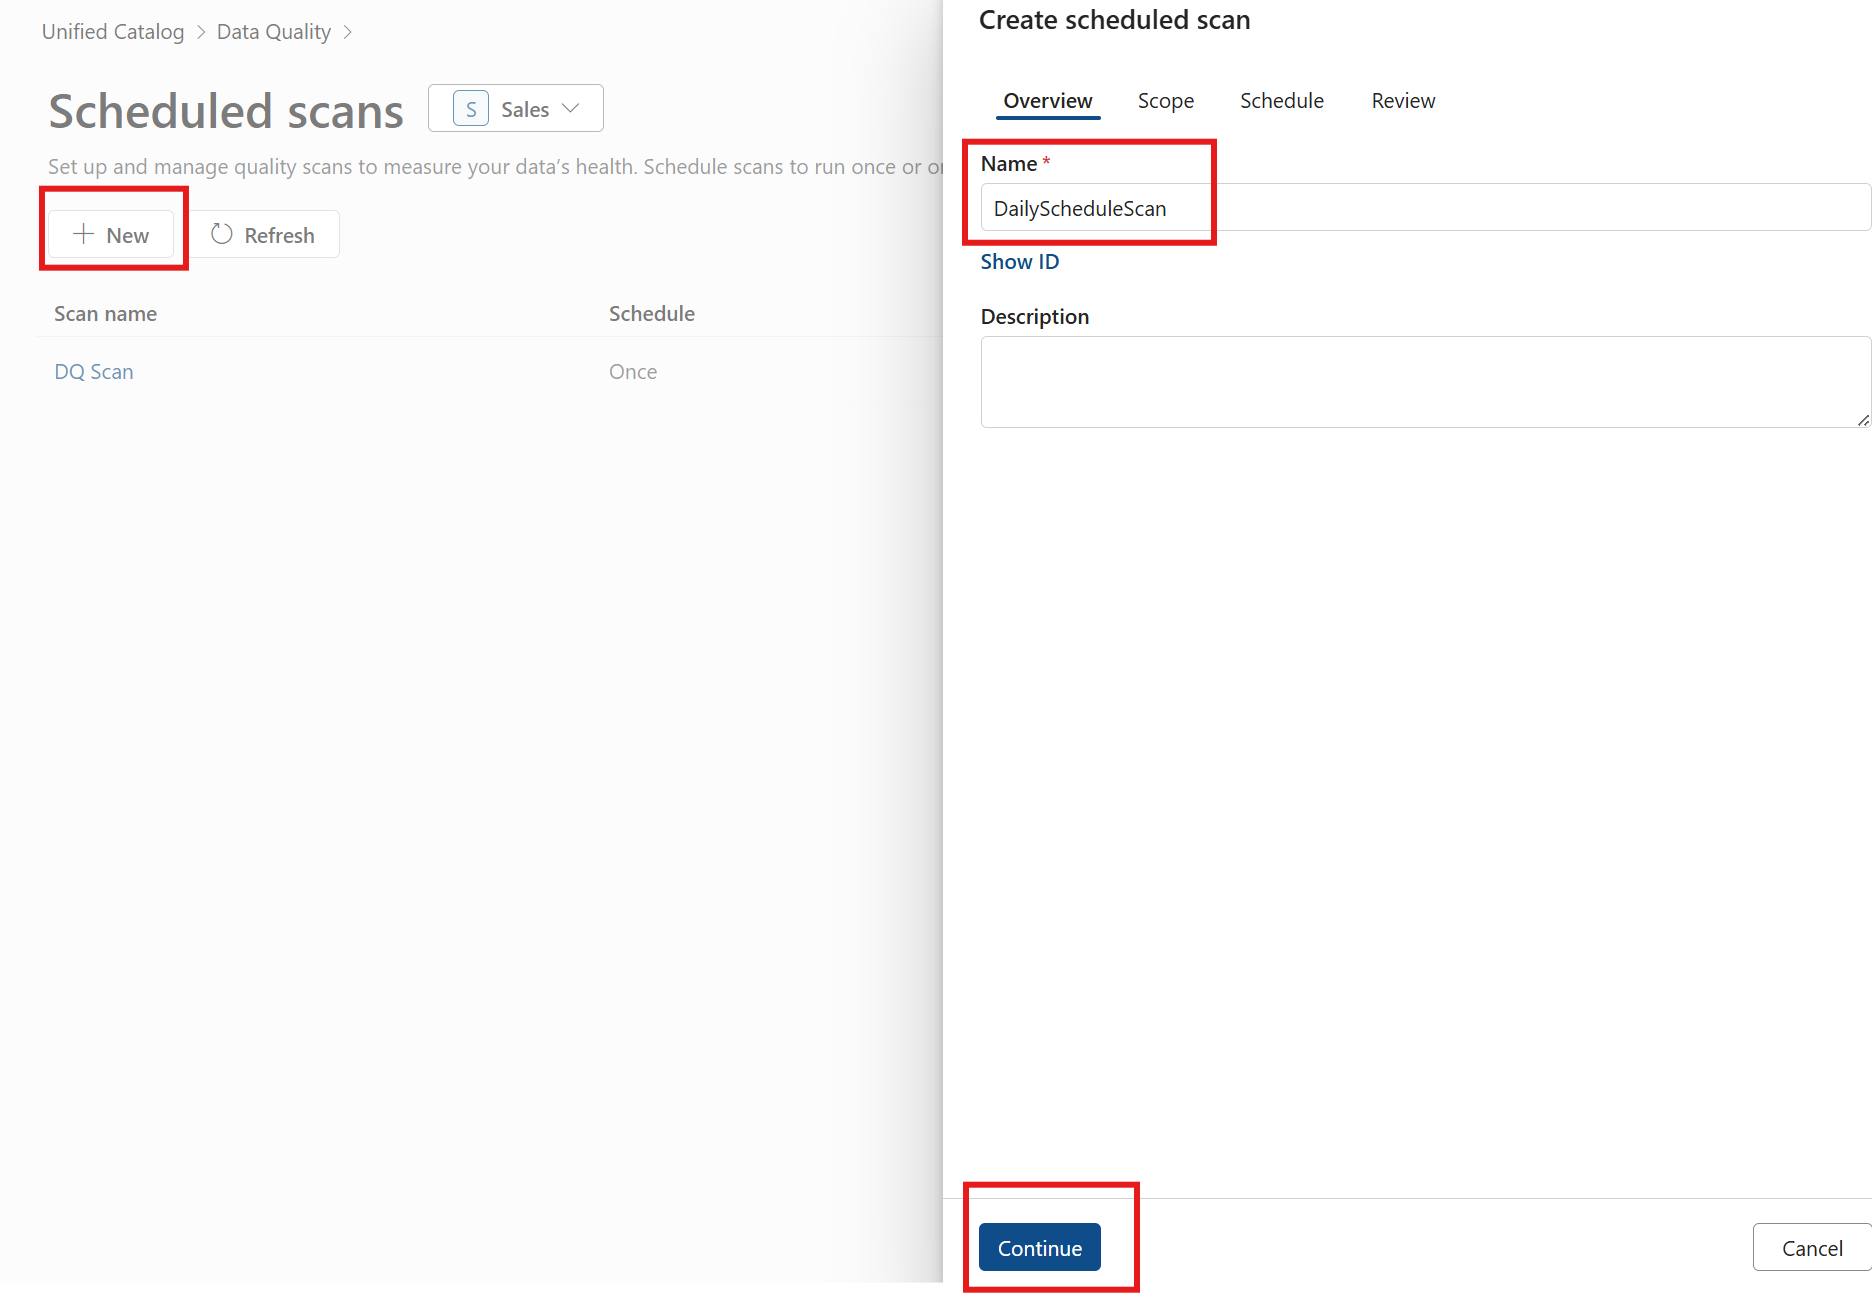 Unified Catalog > Data Quality >
Scheduled scans
S Sales
Set up and manage quality scans to measure your data's health. Schedule scans to run once or
New
Refresh
Scan name Schedule
DQ Scan Once
Create scheduled scan
Overview Scope Schedule Review
Name *
DailyScheduleScan
Show ID
Description
Continue
Cancel